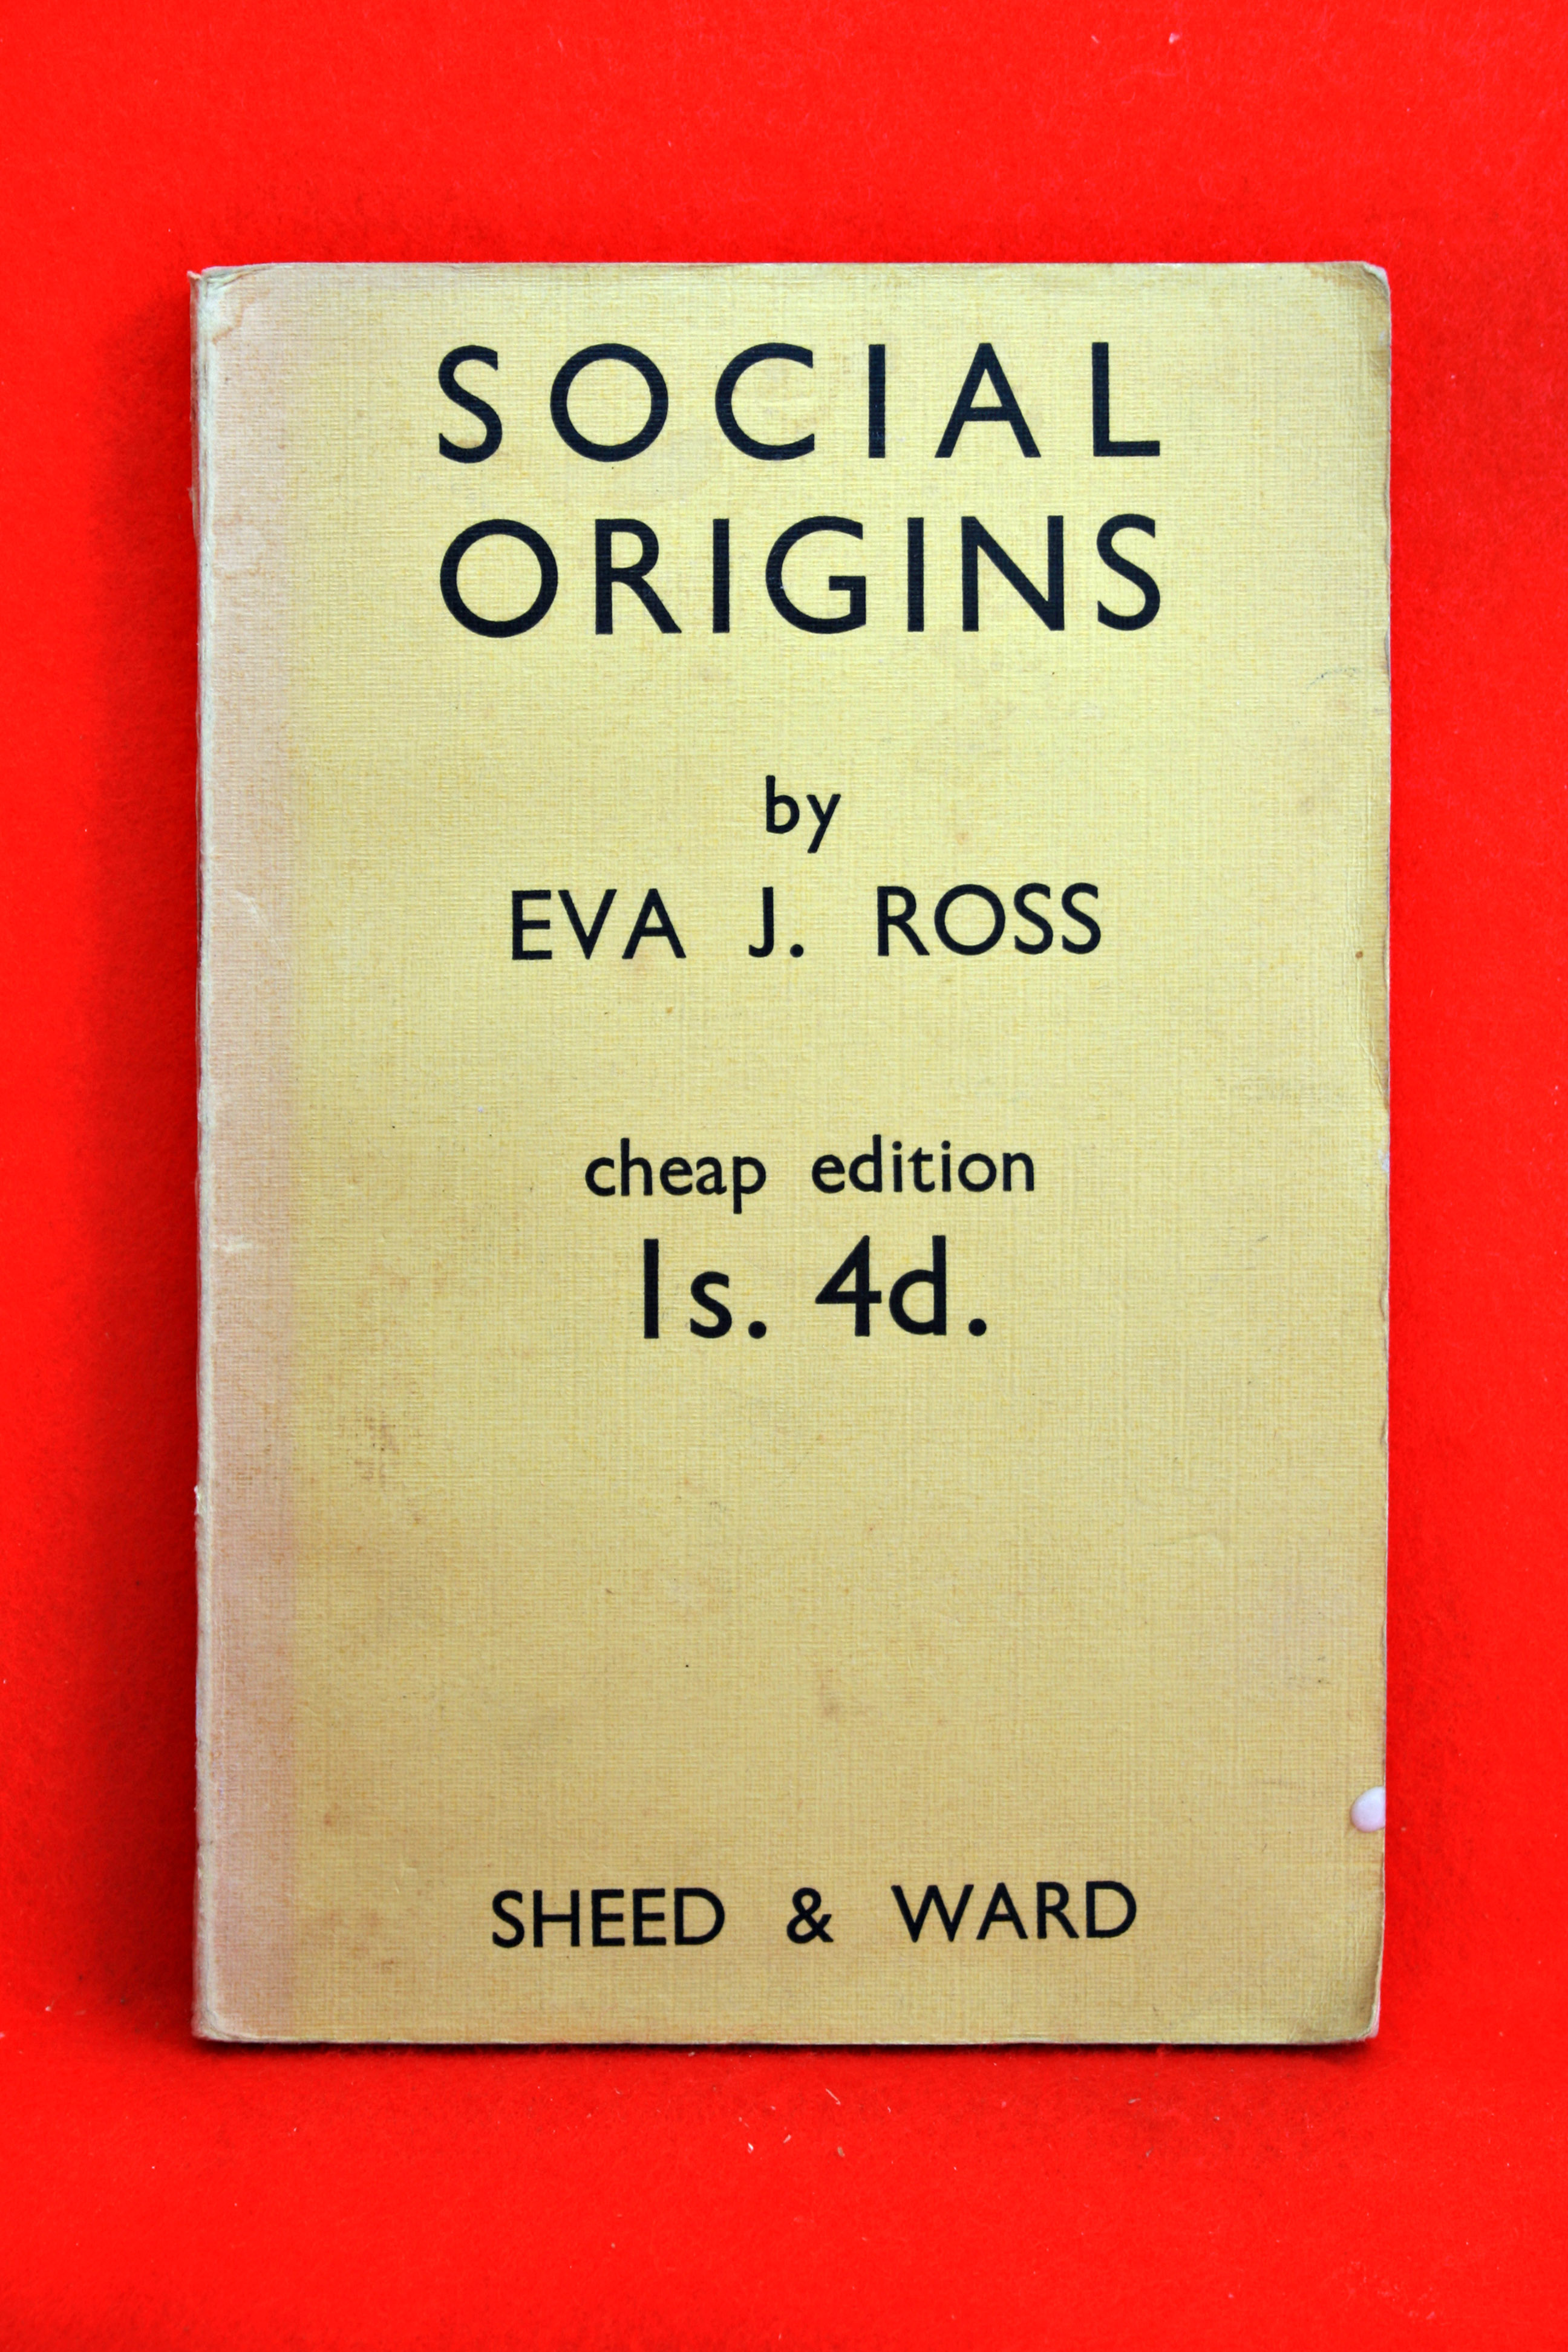 SOCIAL
ORIGINS
by
EVA J. ROSS
cheap edition
1s. 4d.
SHEED & WARD